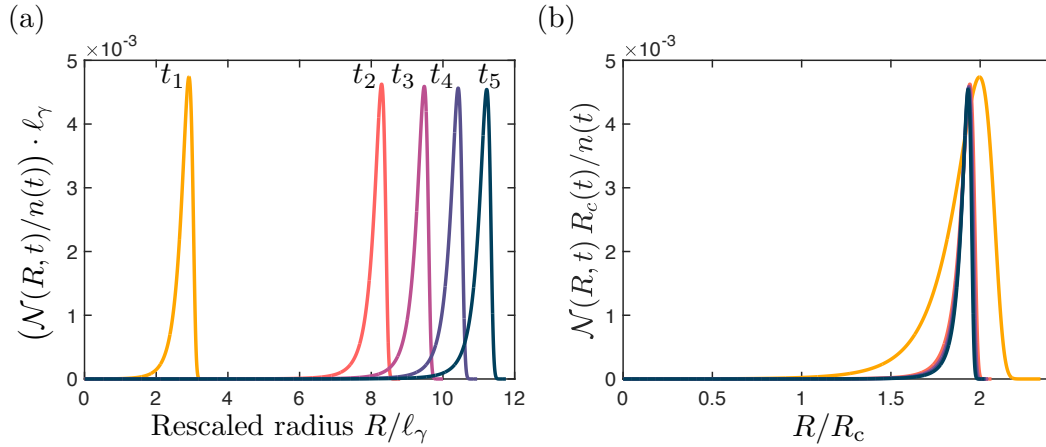 (a)
×10⁻³
(𝒩(R, t)/n(t)) · ℓγ
5
4
3
2
1
0
t₁ t₂ t₃ t₄ t₅
0 2 4 6 8 10 12
Rescaled radius R/ℓγ
(b)
×10⁻³
𝒩(R, t) R_c(t)/n(t)
5
4
3
2
1
0
0 0.5 1 1.5 2
R/R_c